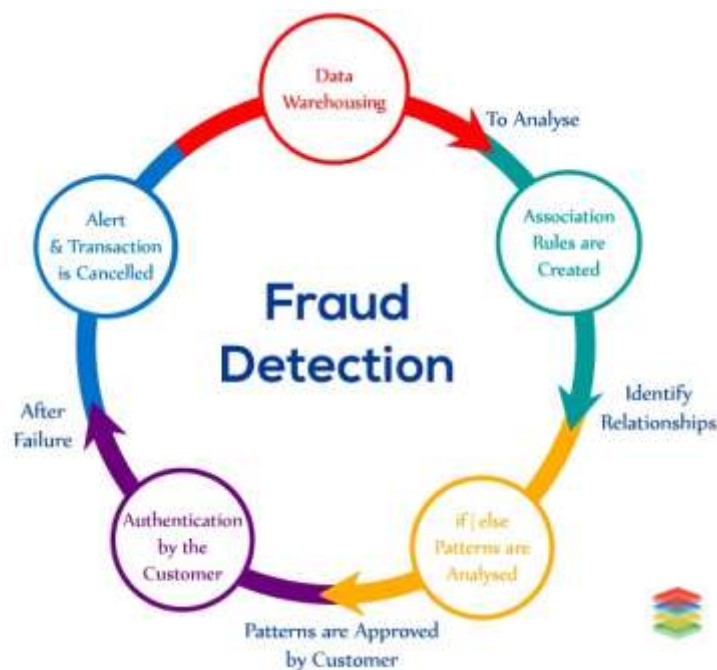 Data
Warehousing
To Analyse
Association
Rules are
Created
Identify
Relationships
if|else
Patterns are
Analysed
Patterns are Approved
by Customer
Authentication
by the
Customer
After
Failure
Alert
& Transaction
is Cancelled
Fraud
Detection